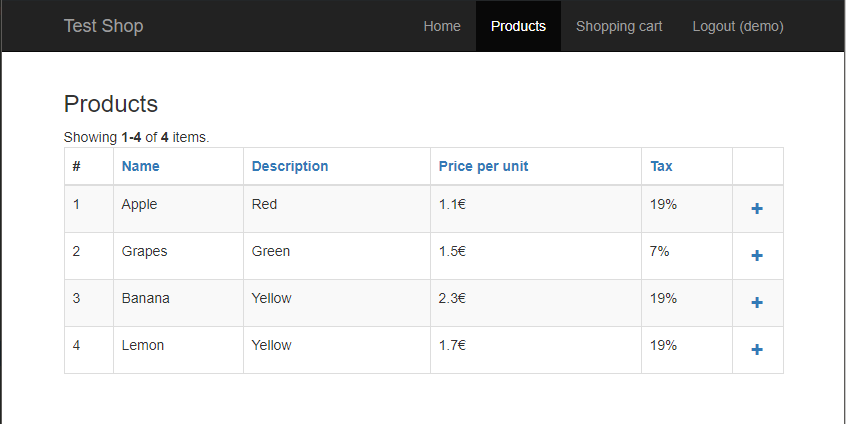 Test Shop Home Products Shopping cart Logout (demo)
Products
Showing 1-4 of 4 items.
# Name Description Price per unit Tax
1 Apple Red 1.1€ 19%
2 Grapes Green 1.5€ 7%
3 Banana Yellow 2.3€ 19%
4 Lemon Yellow 1.7€ 19%